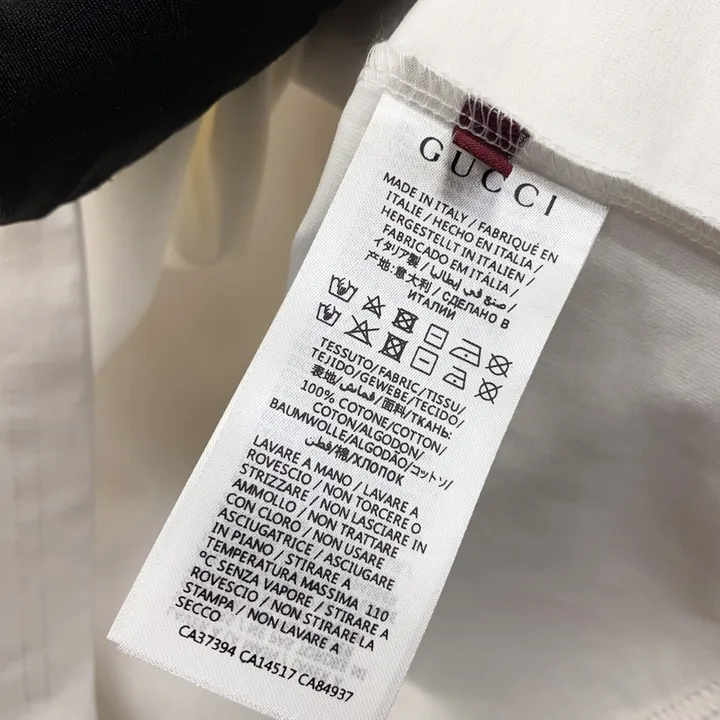 GUCCI
MADE IN ITALY / FABRIQUÉ EN
ITALIE / HECHO EN ITALIA /
HERGESTELLT IN ITALIEN /
FABRICADO EM ITÁLIA /
イタリア製 / صنع في إيطاليا /
产地:意大利 / СДЕЛАНО В
ИТАЛИИ
TESSUTO/FABRIC/TISSU/
TEJIDO/GEWEBE/TECIDO/
表地/قماش/面料/ТКАНЬ:
100% COTONE/COTTON/
COTON/ALGODON/
BAUMWOLLE/ALGODÃO/コットン/
قطن/棉/ХЛОПОК
LAVARE A MANO / LAVARE A
ROVESCIO / NON TORCERE O
STRIZZARE / NON LASCIARE IN
AMMOLLO / NON TRATTARE
CON CLORO / NON USARE
ASCIUGATRICE / ASCIUGARE
IN PIANO / STIRARE A
TEMPERATURA MASSIMA 110
°C SENZA VAPORE / STIRARE A
ROVESCIO / NON STIRARE LA
STAMPA / NON LAVARE A
SECCO
CA37394 CA14517 CA84937